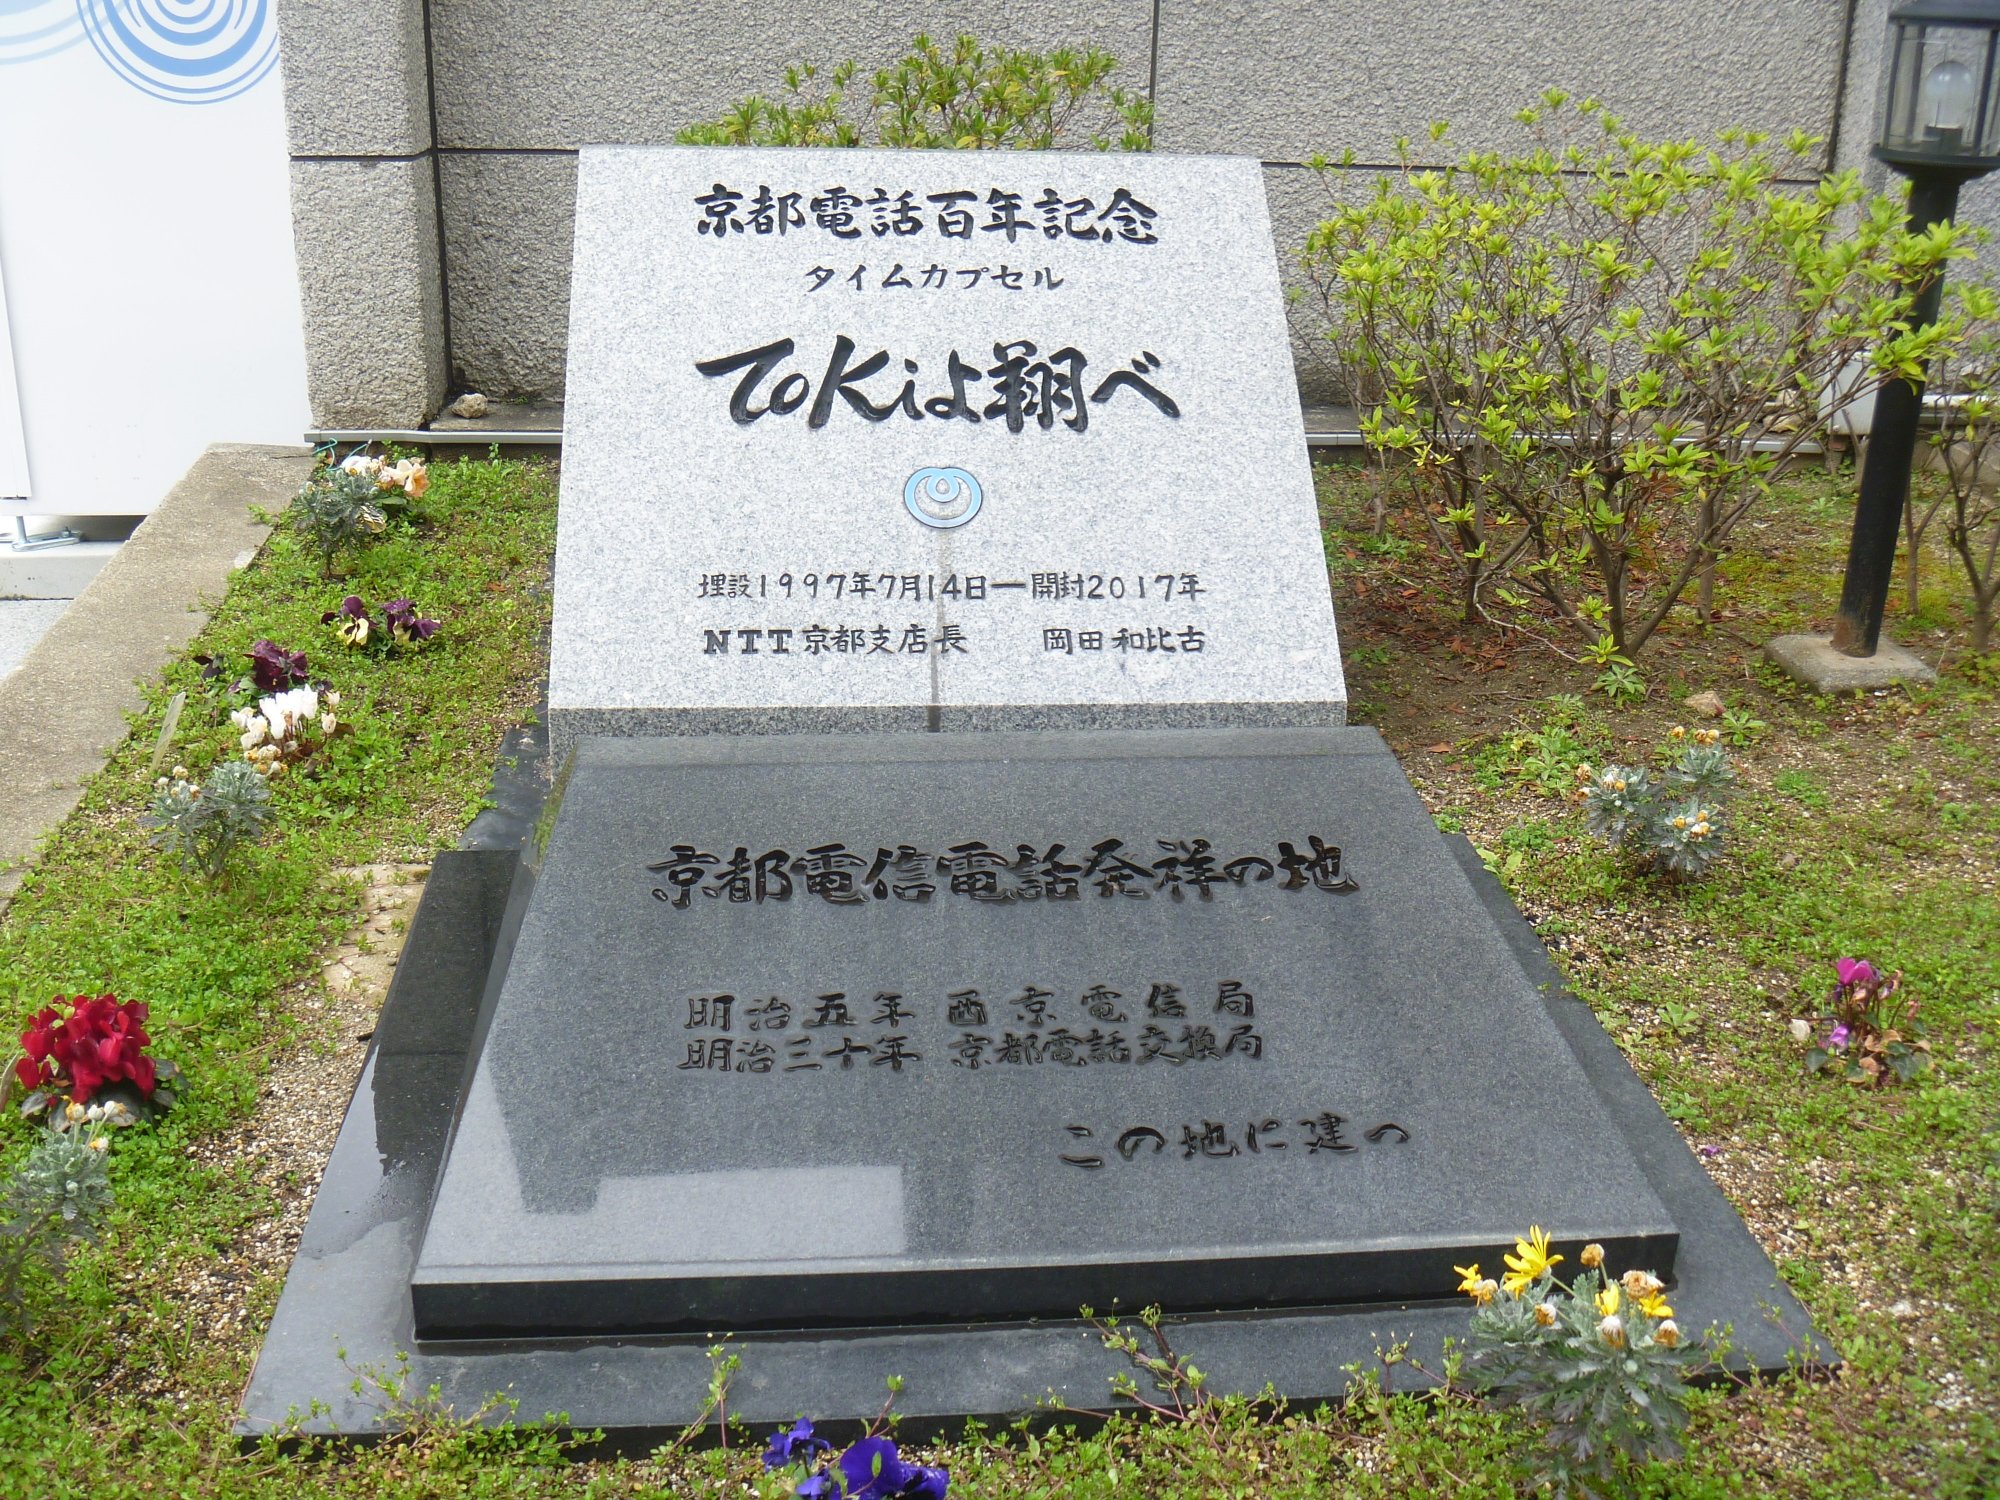 京都電話百年記念
タイムカプセル
ToKiよ翔べ
埋設1997年7月14日―開封2017年
NTT京都支店長 岡田和比古
京都電信電話発祥の地
明治五年 西京電信局
明治三十年 京都電話交換局
この地に建つ